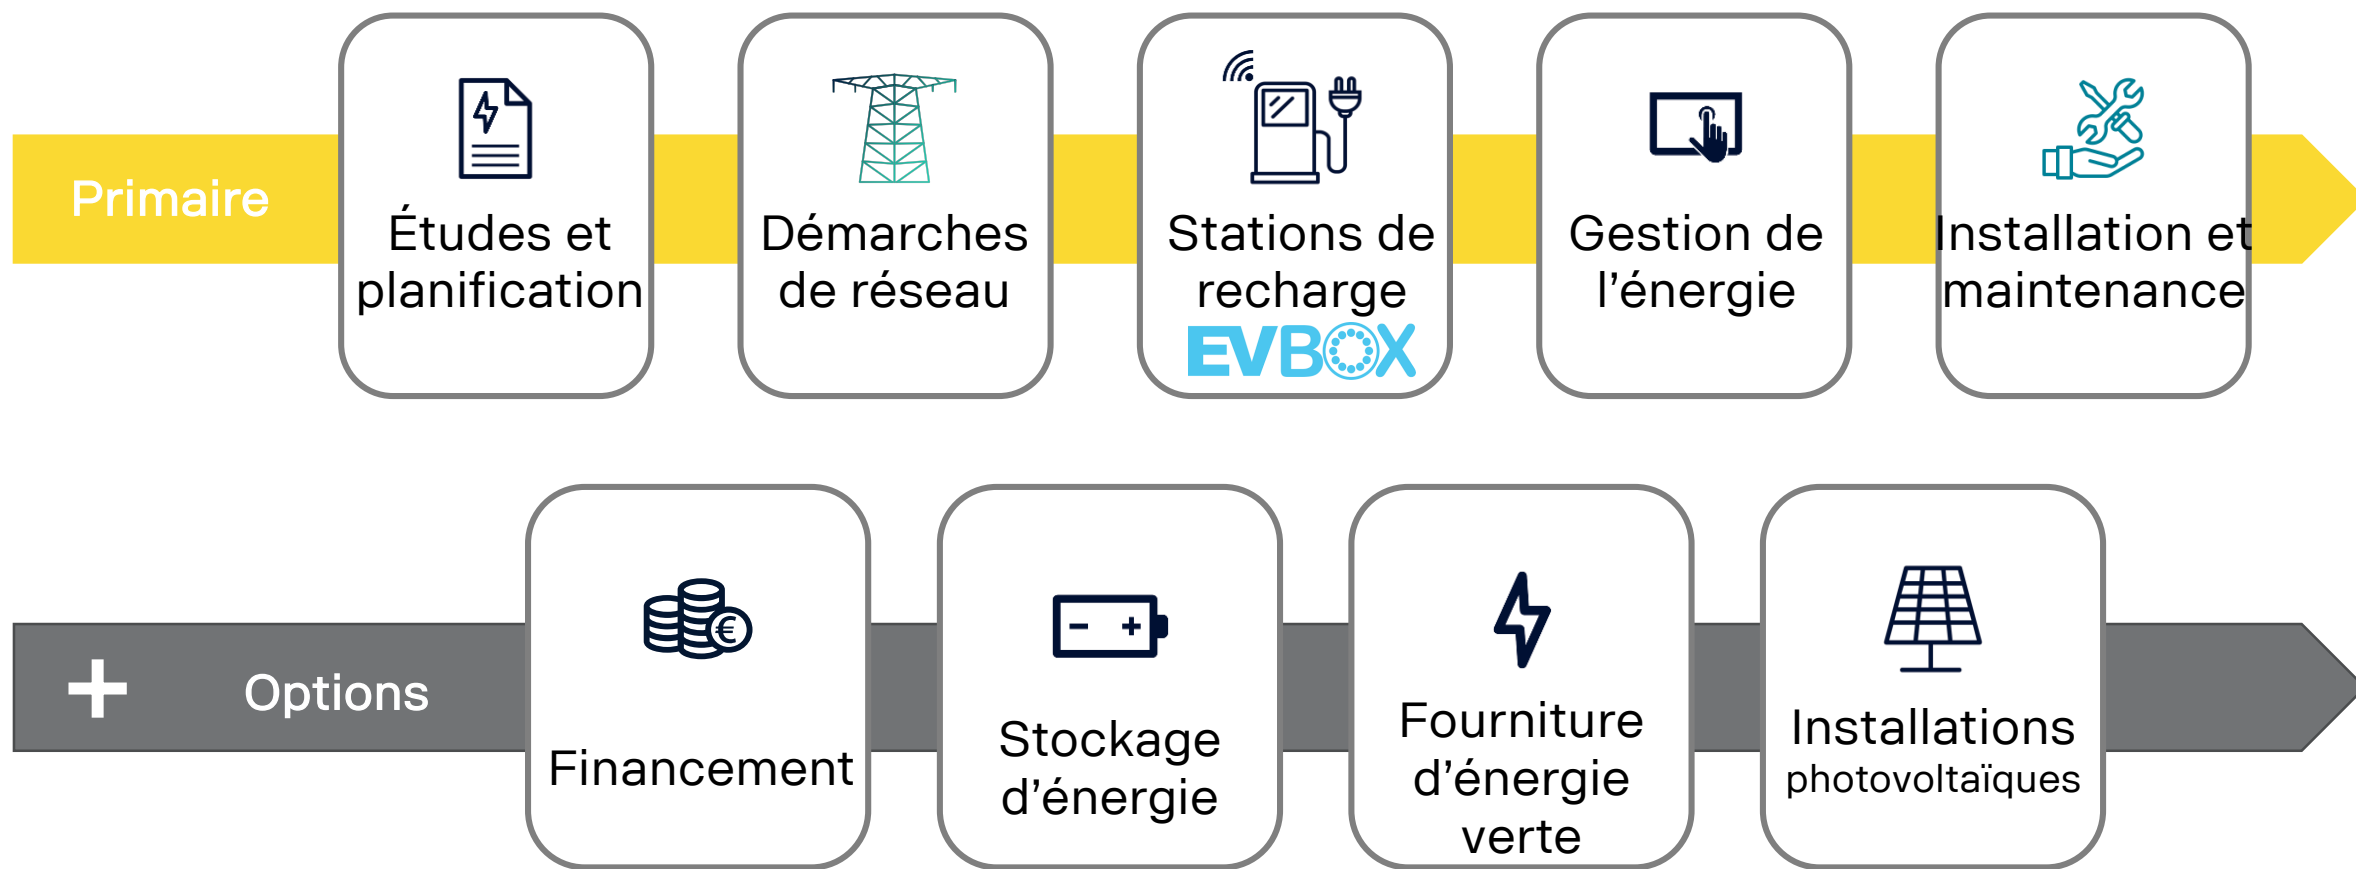 Primaire
Études et
planification
Démarches
de réseau
Stations de
recharge
EVBOX
Gestion de
l'énergie
Installation et
maintenance
+ Options
Financement
€
Stockage
d'énergie
Fourniture
d'énergie
verte
Installations
photovoltaïques